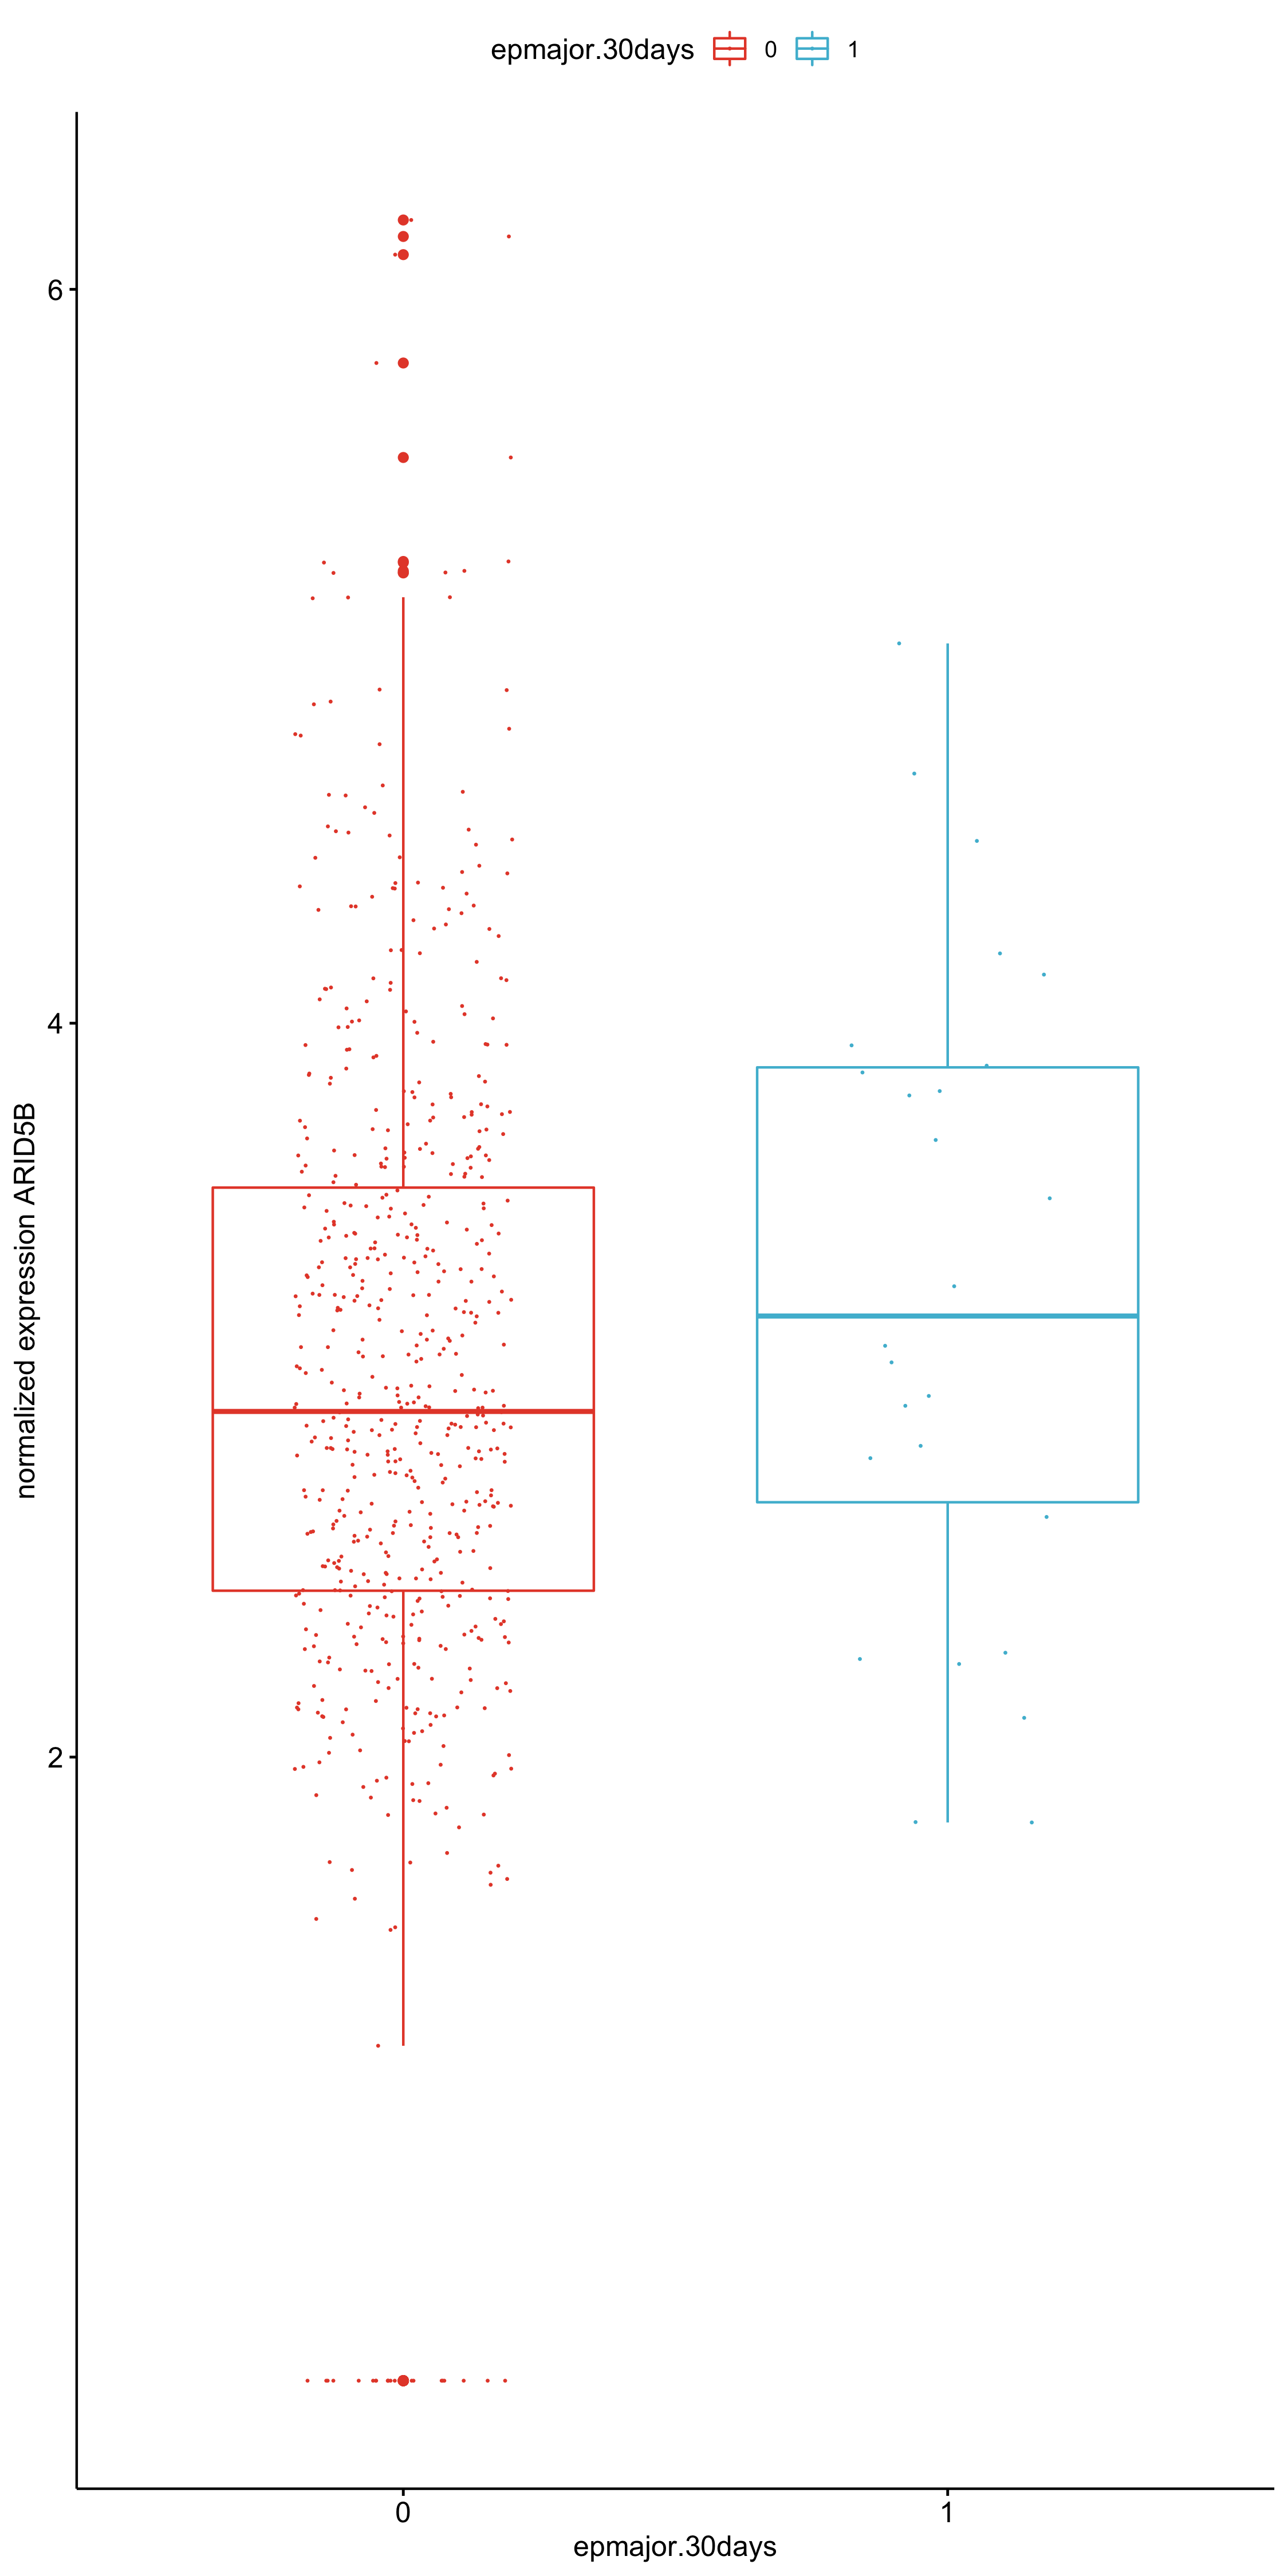 epmajor.30days 0 1
6
4
2
normalized expression ARID5B
0 1
epmajor.30days